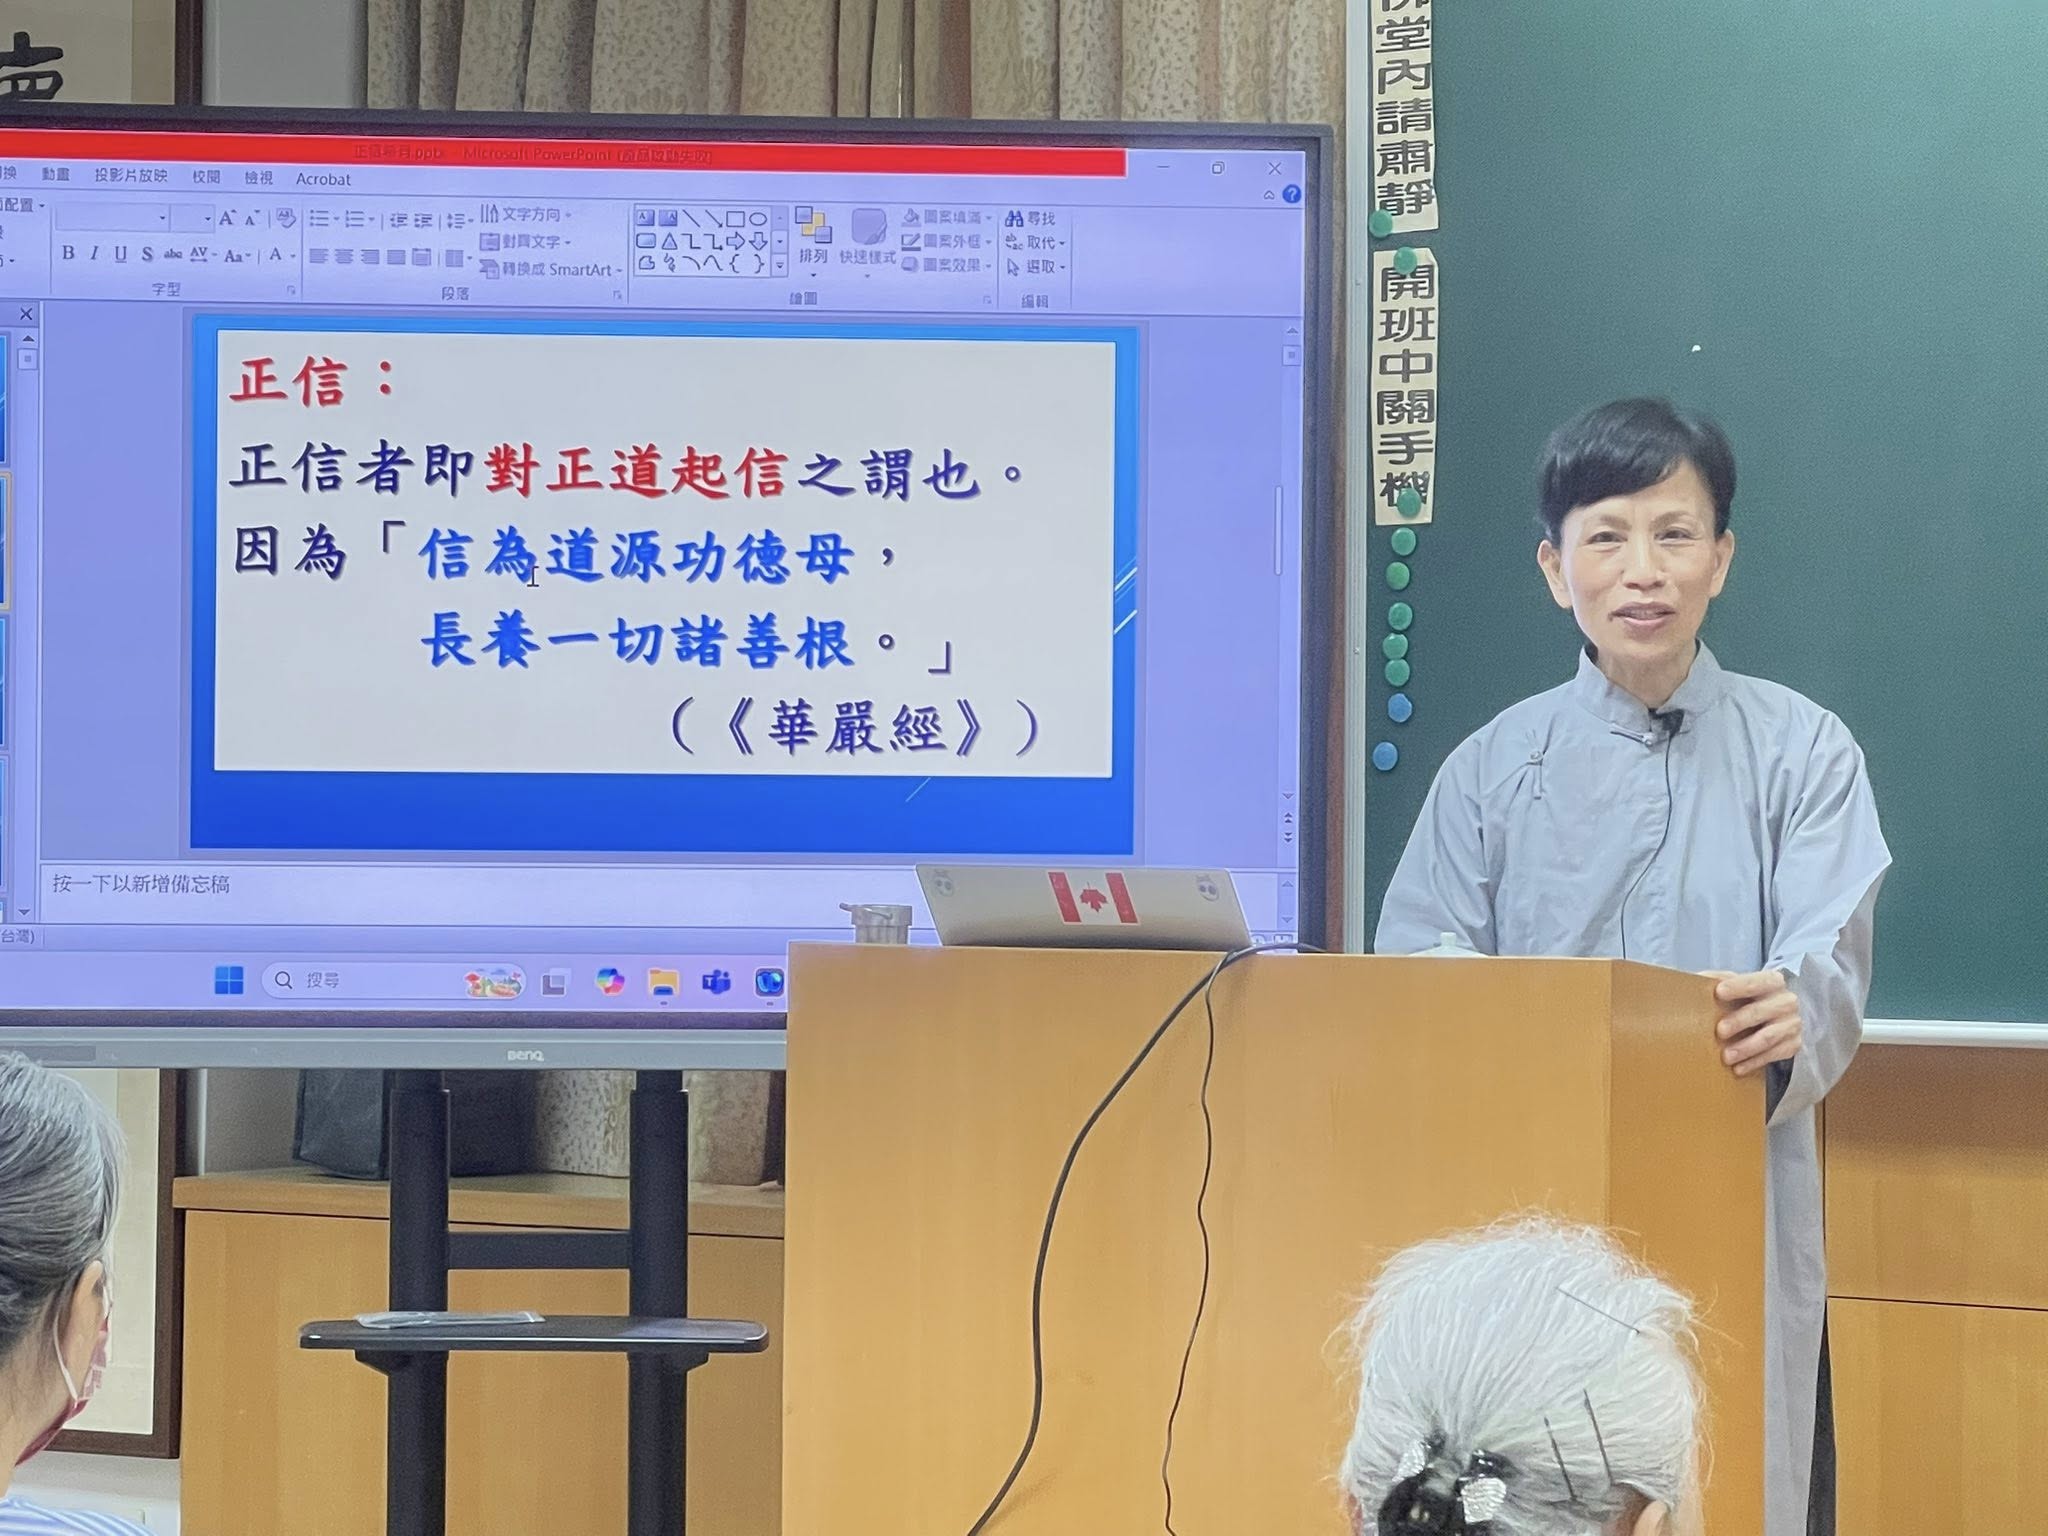 正信專有.pptx - Microsoft PowerPoint (產品啟動失敗)
動畫 投影片放映 校閱 檢視 Acrobat
文字方向
對齊文字
轉換成 SmartArt
排列
快速樣式
圖案填滿
圖案外框
圖案效果
尋找
取代
選取
字型
段落
繪圖
編輯
正信：
正信者即對正道起信之謂也。
因為「信為道源功德母，
長養一切諸善根。」
（《華嚴經》）
按一下以新增備忘稿
台灣)
搜尋
BenQ
佛堂內請肅靜
開班中關手機